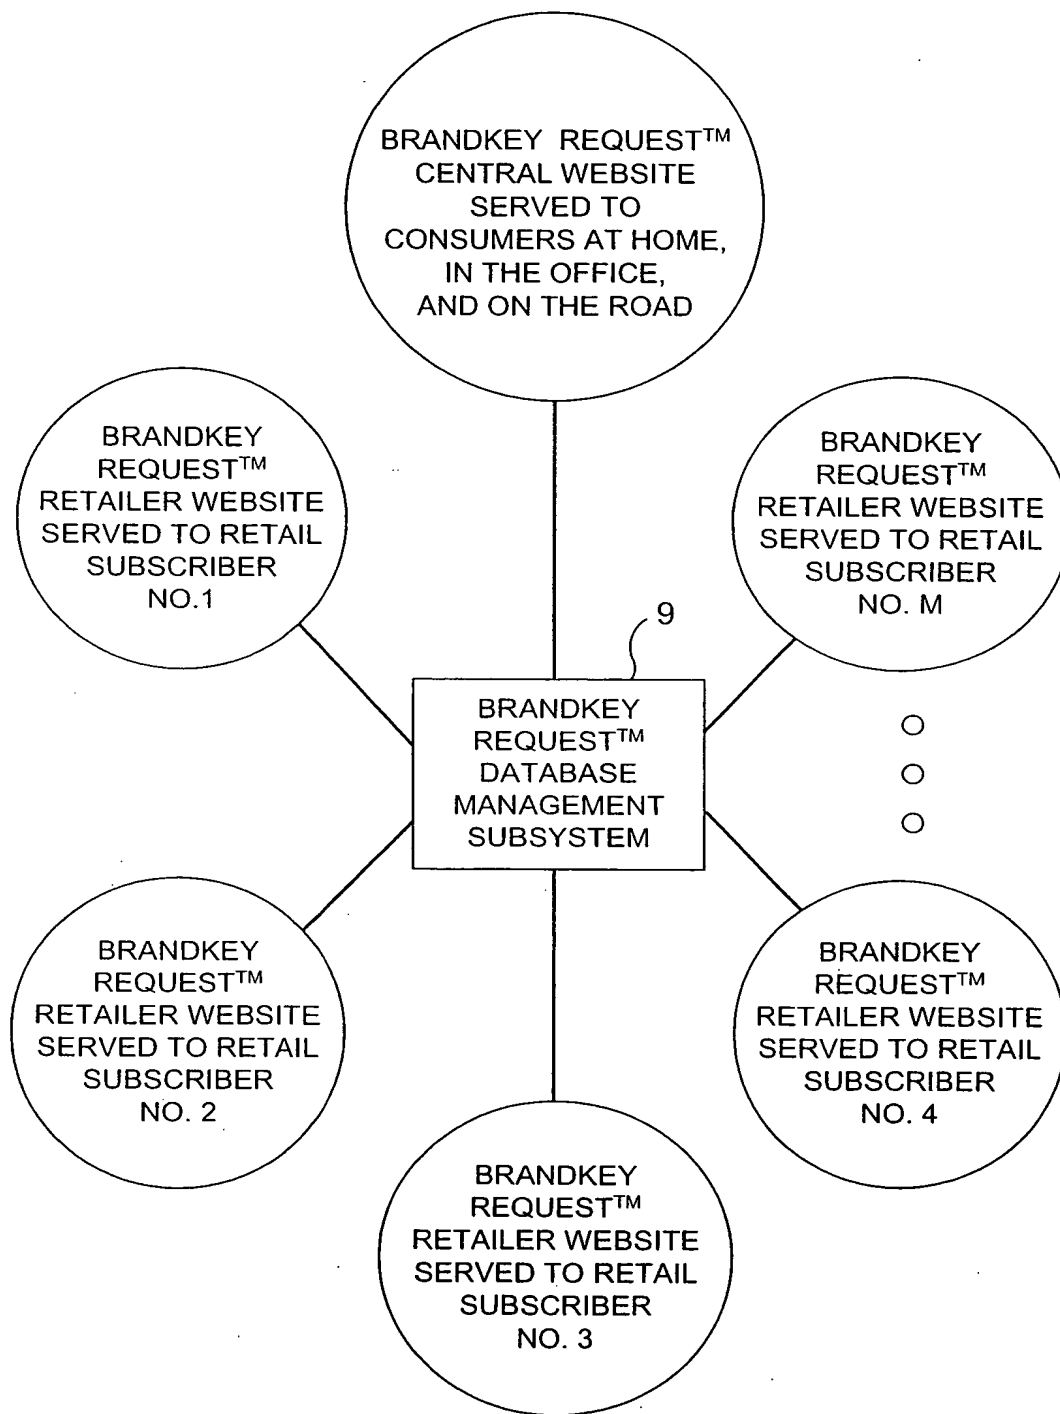 BRANDKEY REQUEST™
CENTRAL WEBSITE
SERVED TO
CONSUMERS AT HOME,
IN THE OFFICE,
AND ON THE ROAD
BRANDKEY
REQUEST™
RETAILER WEBSITE
SERVED TO RETAIL
SUBSCRIBER
NO.1
BRANDKEY
REQUEST™
RETAILER WEBSITE
SERVED TO RETAIL
SUBSCRIBER
NO. M
9
BRANDKEY
REQUEST™
DATABASE
MANAGEMENT
SUBSYSTEM
BRANDKEY
REQUEST™
RETAILER WEBSITE
SERVED TO RETAIL
SUBSCRIBER
NO. 2
BRANDKEY
REQUEST™
RETAILER WEBSITE
SERVED TO RETAIL
SUBSCRIBER
NO. 4
BRANDKEY
REQUEST™
RETAILER WEBSITE
SERVED TO RETAIL
SUBSCRIBER
NO. 3